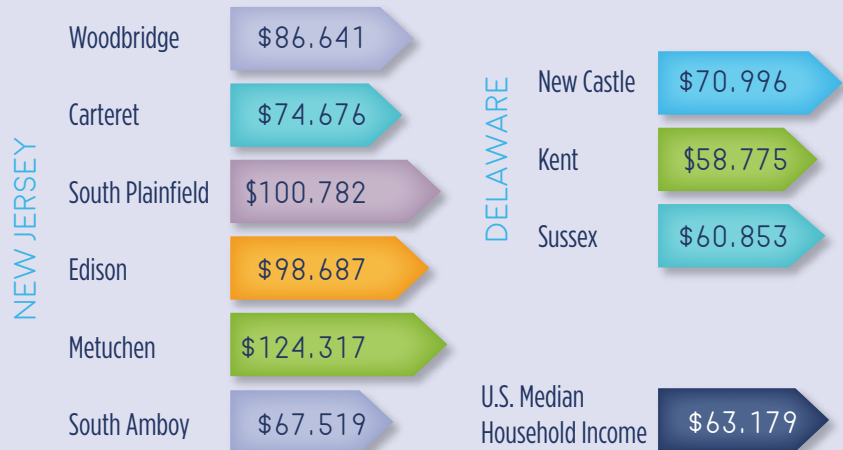 NEW JERSEY
Woodbridge $86.641
Carteret $74.676
South Plainfield $100.782
Edison $98.687
Metuchen $124.317
South Amboy $67.519
DELAWARE
New Castle $70.996
Kent $58.775
Sussex $60.853
U.S. Median
Household Income $63.179